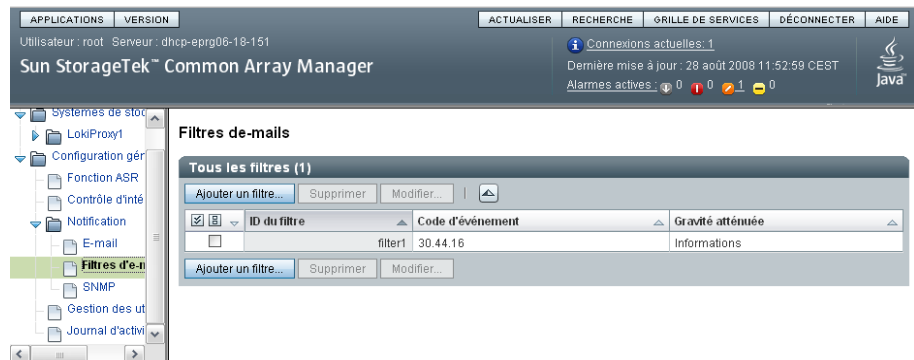 APPLICATIONS VERSION ACTUALISER RECHERCHE GRILLE DE SERVICES DÉCONNECTER AIDE
Utilisateur : root Serveur : dhcp-eprg06-18-151
Sun StorageTek™ Common Array Manager
Connexions actuelles: 1
Dernière mise à jour : 28 août 2008 11:52:59 CEST
Alarmes actives : 0 0 1 0
Java
Systèmes de stoc
LokiProxy1
Configuration gér
Fonction ASR
Contrôle d'inté
Notification
E-mail
Filtres d'e-m
SNMP
Gestion des ut
Journal d'activi
Filtres de-mails
Tous les filtres (1)
Ajouter un filtre... Supprimer Modifier...
ID du filtre Code d'événement Gravité atténuée
filter1 30.44.16 Informations
Ajouter un filtre... Supprimer Modifier...